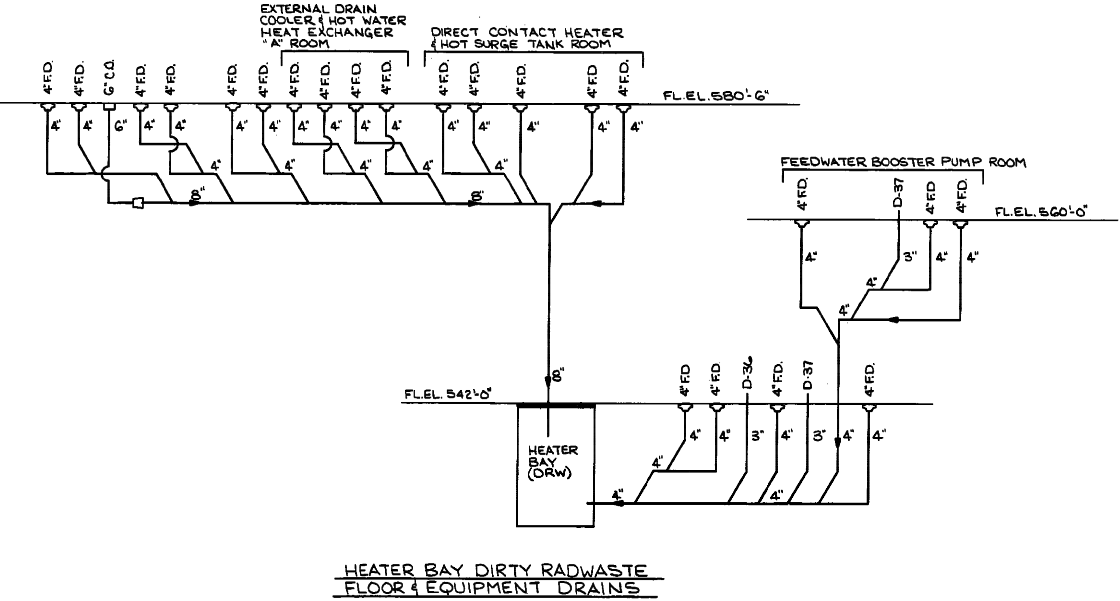 EXTERNAL DRAIN
COOLER & HOT WATER
HEAT EXCHANGER
"A" ROOM
DIRECT CONTACT HEATER
& HOT SURGE TANK ROOM
4"F.D. 4"F.D. 6"C.O. 4"F.D. 4"F.D. 4"F.D. 4"F.D. 4"F.D. 4"F.D. 4"F.D. 4"F.D. 4"F.D. 4"F.D. 4"F.D. 4"F.D. 4"F.D.
FL.EL.580'-6"
4" 4" 6" 4" 4" 4" 4" 4" 4" 4" 4" 4" 4" 4" 4" 4"
4" 4" 4" 4" 4"
8" 8"
FEEDWATER BOOSTER PUMP ROOM
4"F.D. D-37 4"F.D 4"F.D.
FL.EL.560'-0"
4" 3" 4" 4"
4"
4"
8"
FL.EL.542'-0"
4"F.D 4"F.D. D-36 4"F.D. D-37 4"F.D.
4" 4" 3" 4" 3" 4" 4"
4"
4" 4"
HEATER
BAY
(DRW)
HEATER BAY DIRTY RADWASTE
FLOOR & EQUIPMENT DRAINS